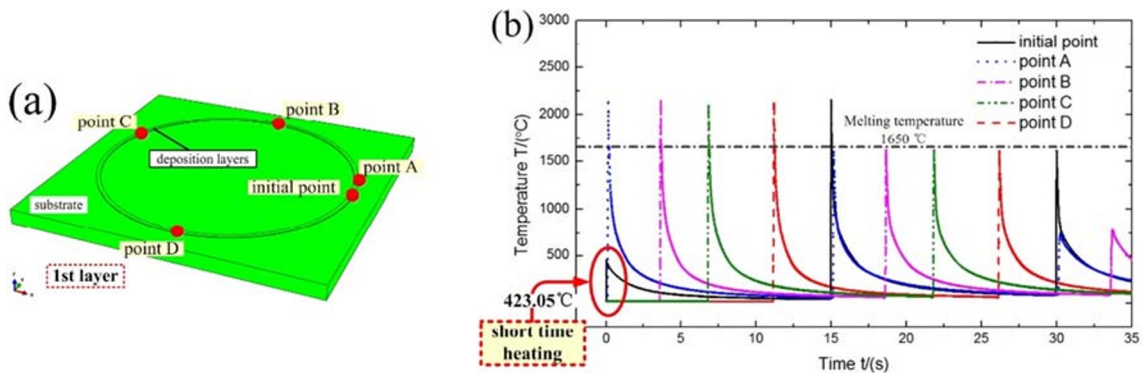 (a)
point C
point B
deposition layers
point A
initial point
substrate
point D
1st layer
(b)
3000
2500
2000
1500
1000
500
Temperature T/(°C)
initial point
point A
point B
point C
point D
Melting temperature
1650 ℃
423.05℃
short time
heating
0 5 10 15 20 25 30 35
Time t/(s)